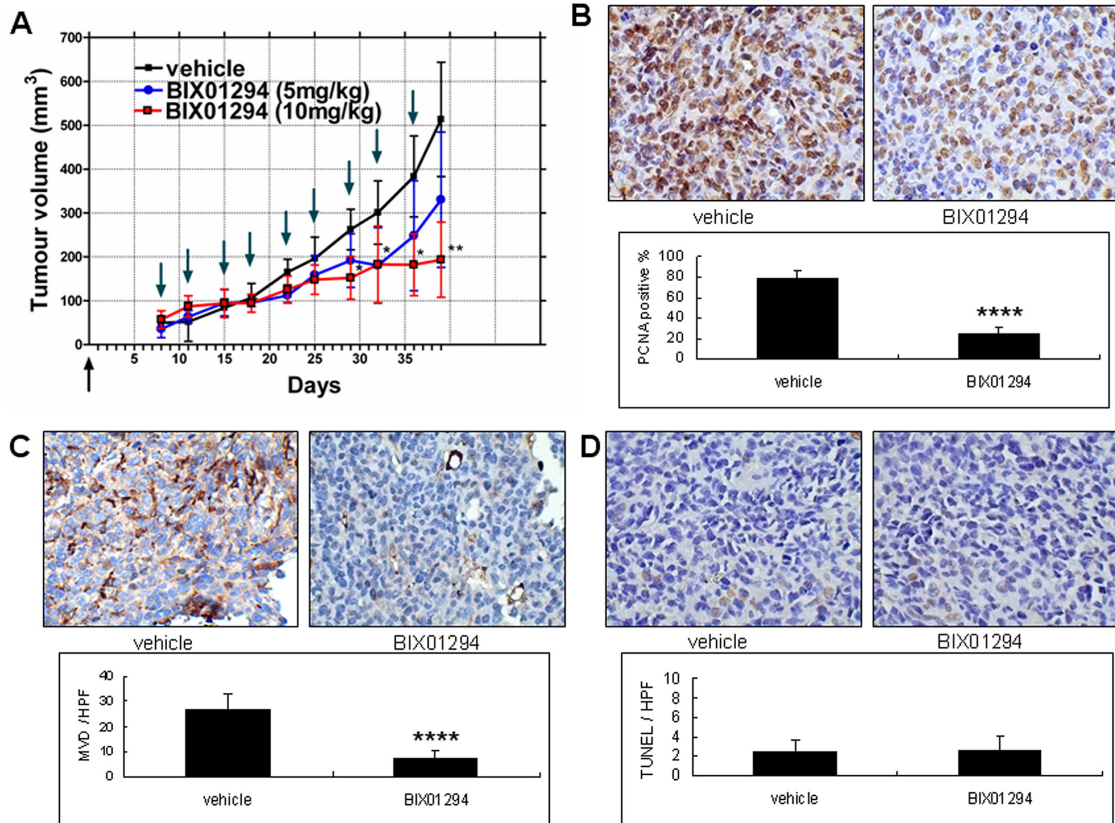 A
Tumour volume (mm³)
700
600
500
400
300
200
100
0
vehicle
BIX01294 (5mg/kg)
BIX01294 (10mg/kg)
*
*
*
**
5 10 15 20 25 30 35
Days
B
vehicle BIX01294
PCNA positive %
100
80
60
40
20
0
****
vehicle BIX01294
C
vehicle BIX01294
MVD /HPF
40
30
20
10
0
****
vehicle BIX01294
D
vehicle BIX01294
TUNEL / HPF
10
8
6
4
2
0
vehicle BIX01294